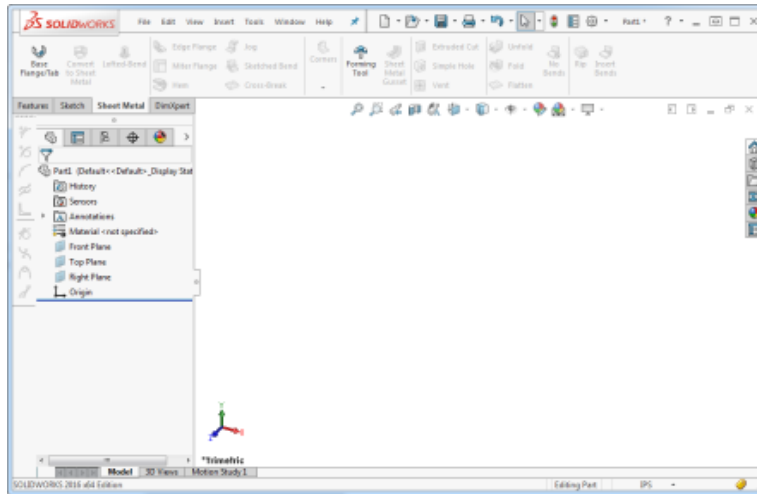 SOLIDWORKS File Edit View Insert Tools Window Help Part1
Base Flange/Tab
Convert to Sheet Metal
Lofted-Bend
Edge Flange
Miter Flange
Hem
Jog
Sketched Bend
Cross-Break
Corners
Forming Tool
Sheet Metal Gusset
Extruded Cut
Simple Hole
Vent
Unfold
Fold
Flatten
No Bends
Rip
Insert Bends
Features Sketch Sheet Metal DimXpert
Part1 (Default<<Default>_Display Stat
History
Sensors
Annotations
Material <not specified>
Front Plane
Top Plane
Right Plane
Origin
*Trimetric
Model 3D Views Motion Study 1
SOLIDWORKS 2016 x64 Edition Editing Part IPS